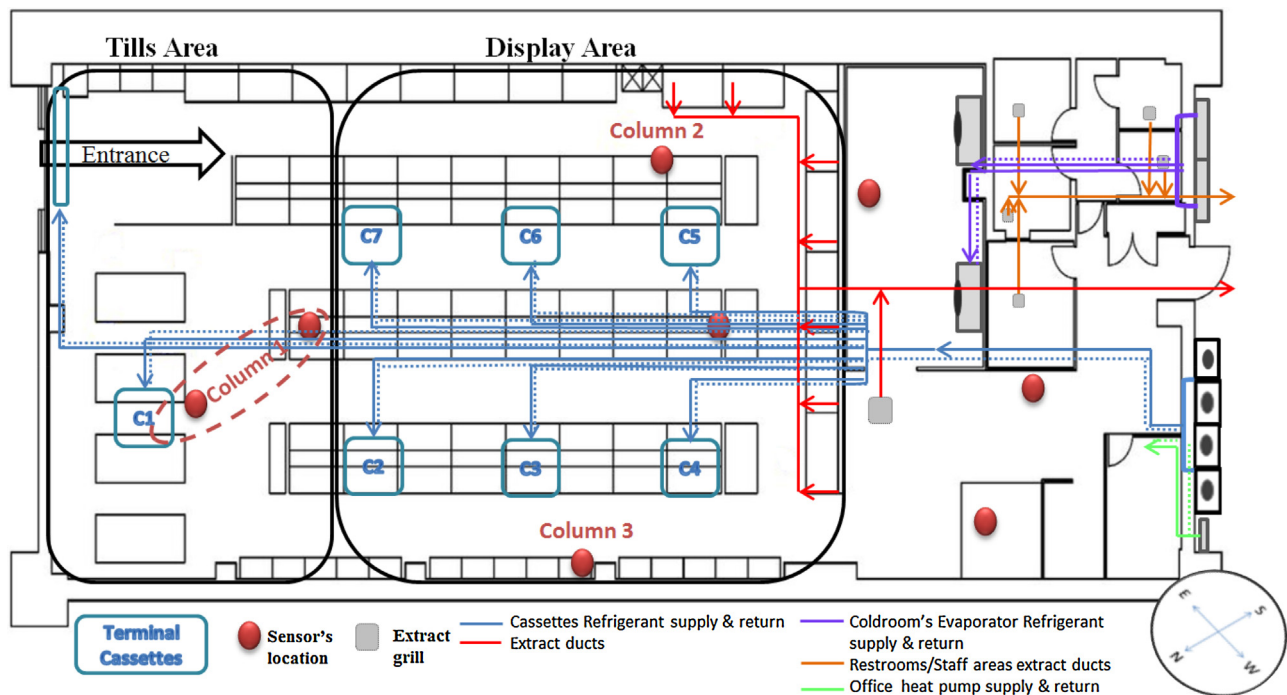 Tills Area
Display Area
Entrance
Column 2
C7
C6
C5
Column 1
C1
C2
C3
C4
Column 3
E
S
N
W
Terminal
Cassettes
Sensor's
location
Extract
grill
Cassettes Refrigerant supply & return
Extract ducts
Coldroom's Evaporator Refrigerant
supply & return
Restrooms/Staff areas extract ducts
Office heat pump supply & return